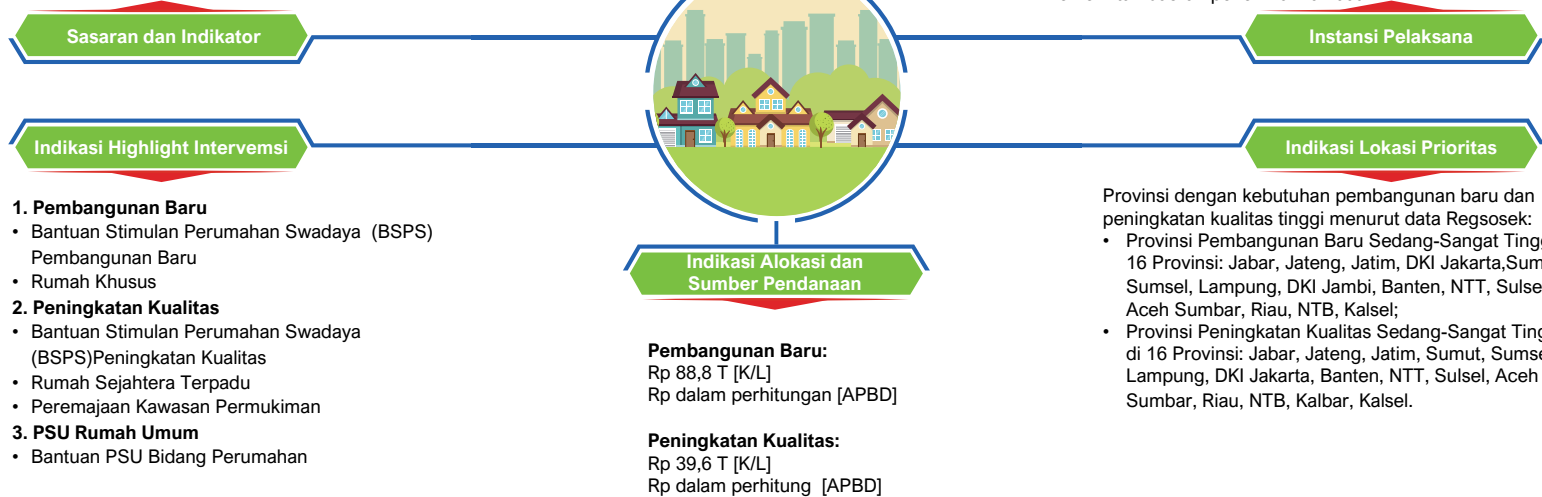 Sasaran dan Indikator
Instansi Pelaksana
Indikasi Highlight Intervemsi
1. Pembangunan Baru
• Bantuan Stimulan Perumahan Swadaya (BSPS)
Pembangunan Baru
• Rumah Khusus
2. Peningkatan Kualitas
• Bantuan Stimulan Perumahan Swadaya
(BSPS)Peningkatan Kualitas
• Rumah Sejahtera Terpadu
• Peremajaan Kawasan Permukiman
3. PSU Rumah Umum
• Bantuan PSU Bidang Perumahan
Indikasi Alokasi dan
Sumber Pendanaan
Pembangunan Baru:
Rp 88,8 T [K/L]
Rp dalam perhitungan [APBD]
Peningkatan Kualitas:
Rp 39,6 T [K/L]
Rp dalam perhitung [APBD]
Indikasi Lokasi Prioritas
Provinsi dengan kebutuhan pembangunan baru dan
peningkatan kualitas tinggi menurut data Regsosek:
• Provinsi Pembangunan Baru Sedang-Sangat
16 Provinsi: Jabar, Jateng, Jatim, DKI Jakarta,
Sumsel, Lampung, DKI Jambi, Banten, NTT,
Aceh Sumbar, Riau, NTB, Kalsel;
• Provinsi Peningkatan Kualitas Sedang-Sangat
di 16 Provinsi: Jabar, Jateng, Jatim, Sumut,
Lampung, DKI Jakarta, Banten, NTT, Sulsel, Aceh
Sumbar, Riau, NTB, Kalbar, Kalsel.